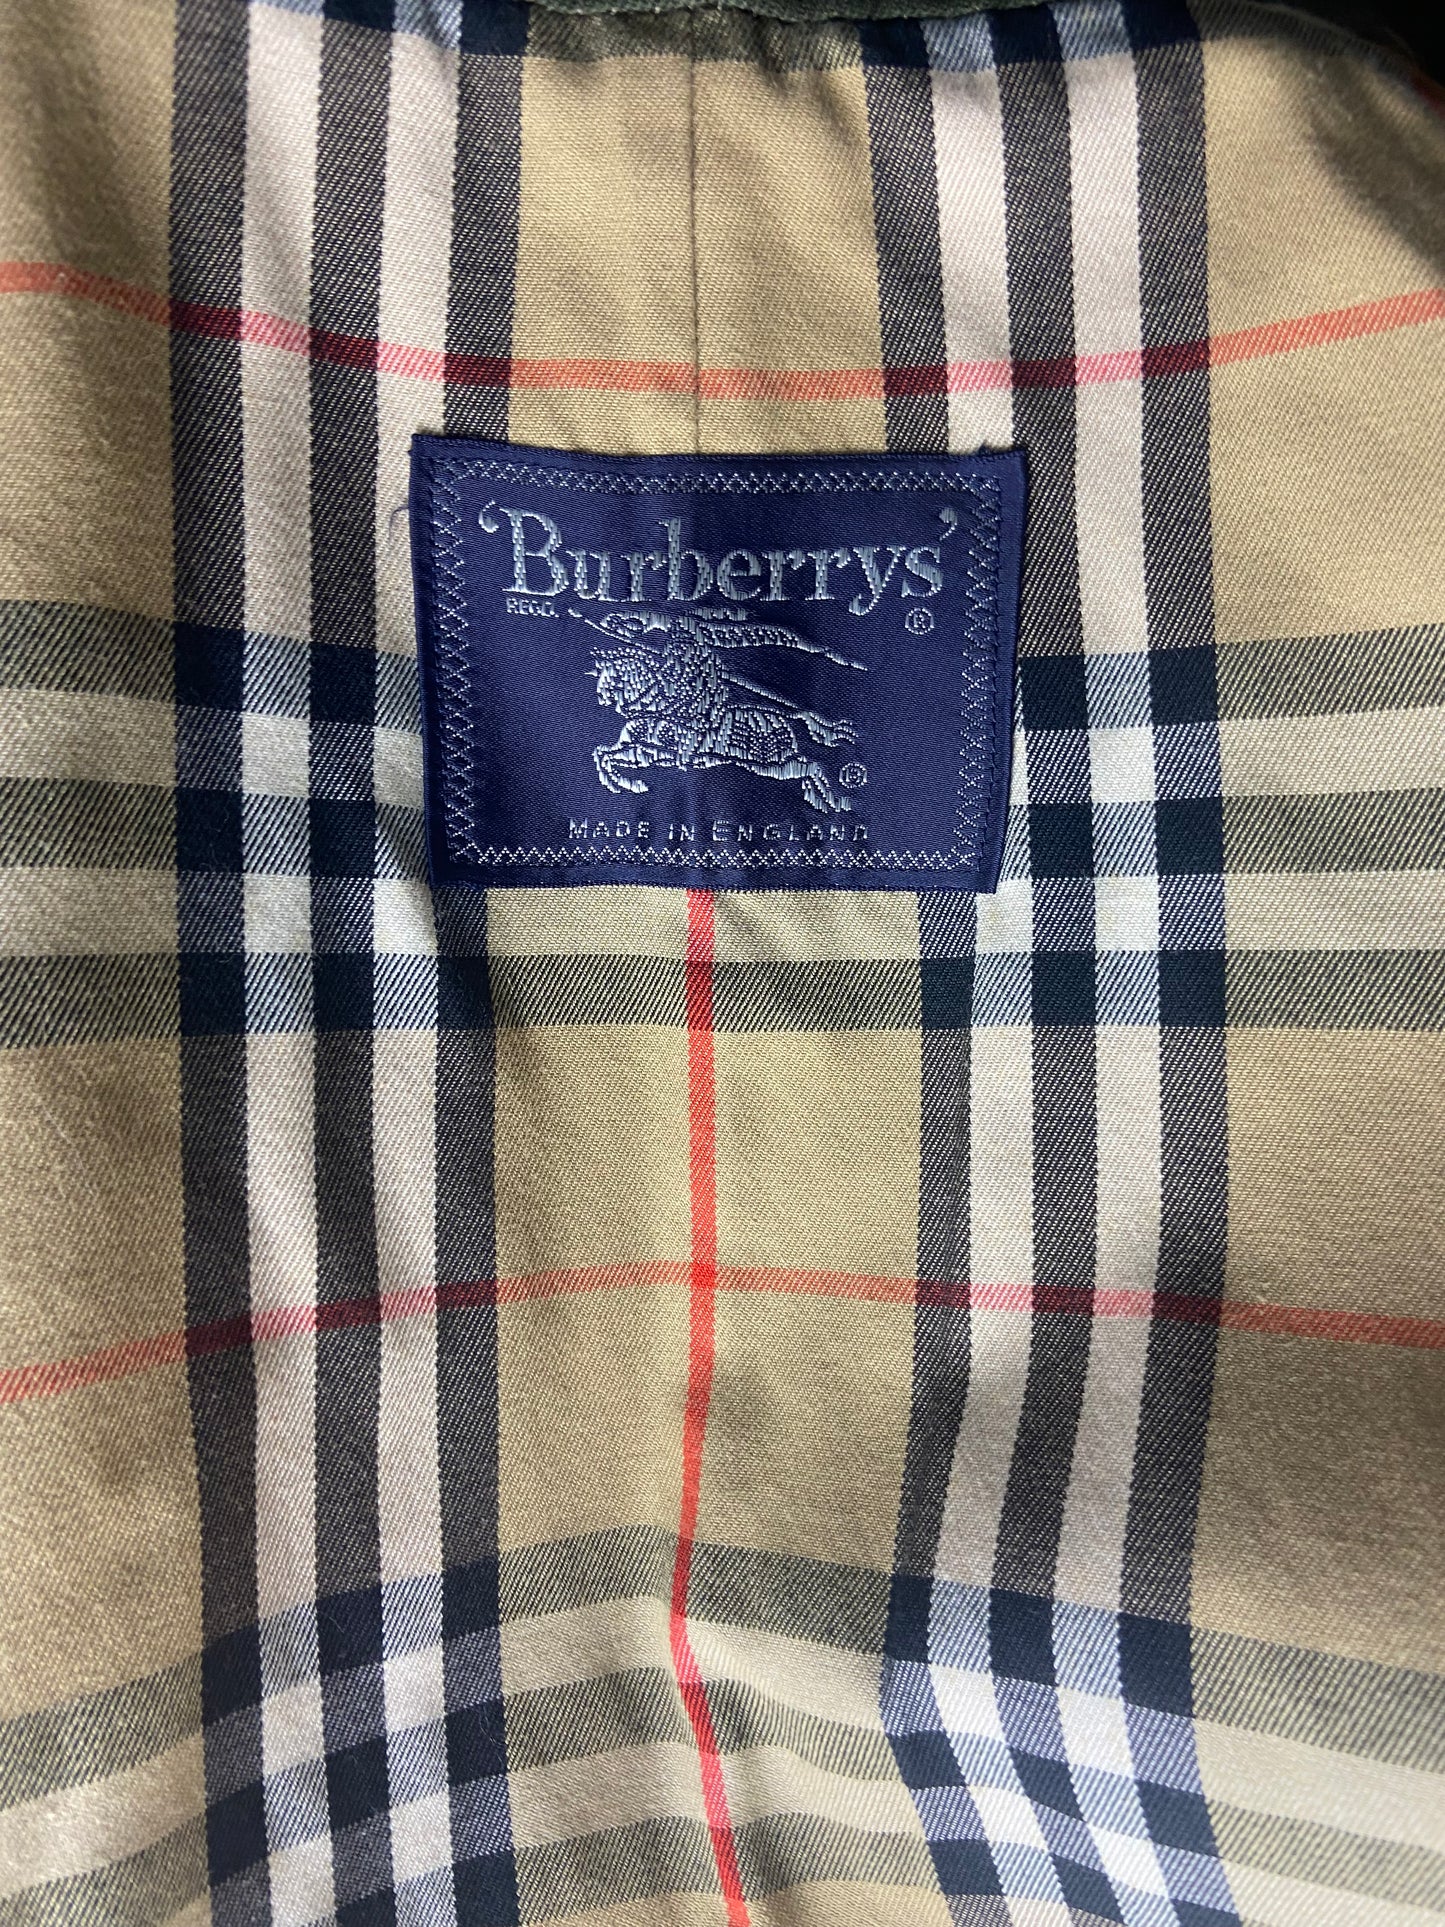 ‘Burberrys’
REGD. ®
®
MADE IN ENGLAND